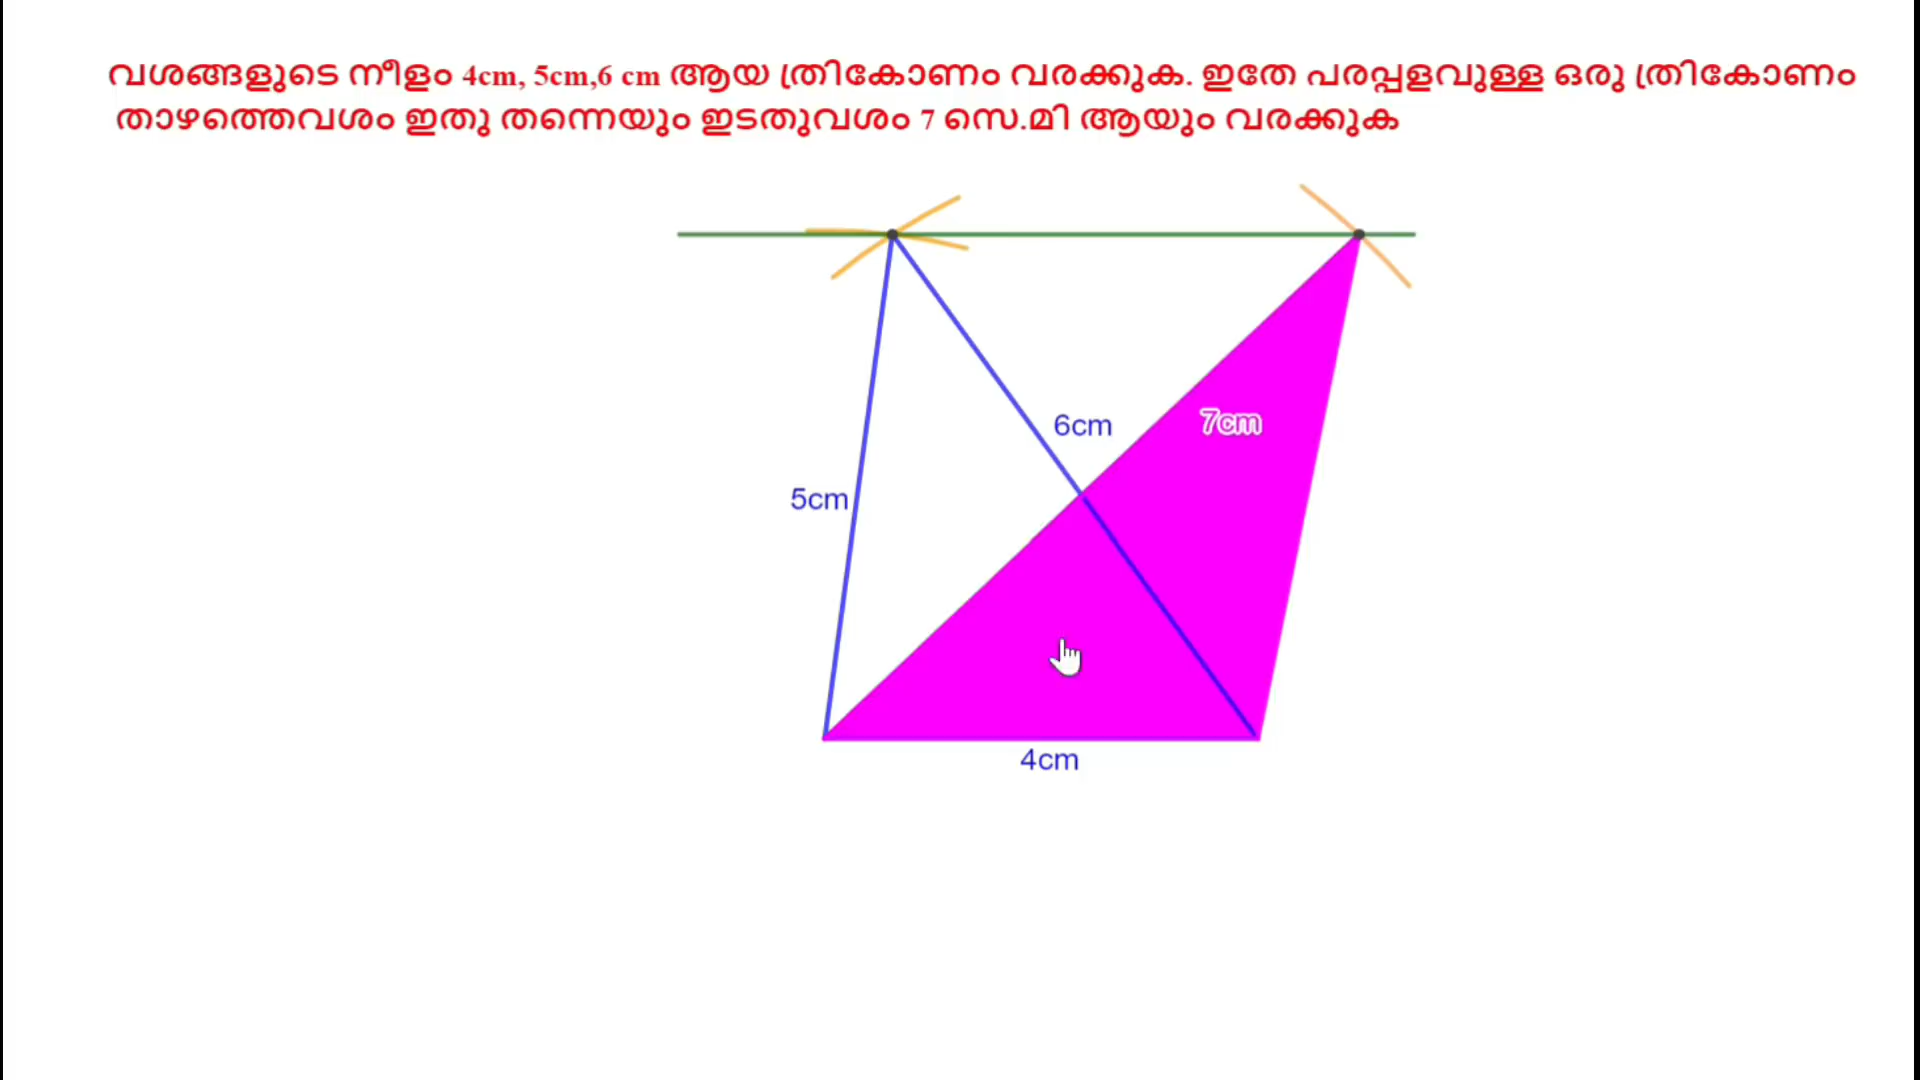 വശങ്ങളുടെ നീളം 4cm, 5cm,6 cm ആയ ത്രികോണം വരക്കുക. ഇതേ പരപ്പളവുള്ള ഒരു ത്രികോണം
താഴത്തെവശം ഇതു തന്നെയും ഇടതുവശം 7 സെ.മി ആയും വരക്കുക
6cm
7cm
5cm
4cm